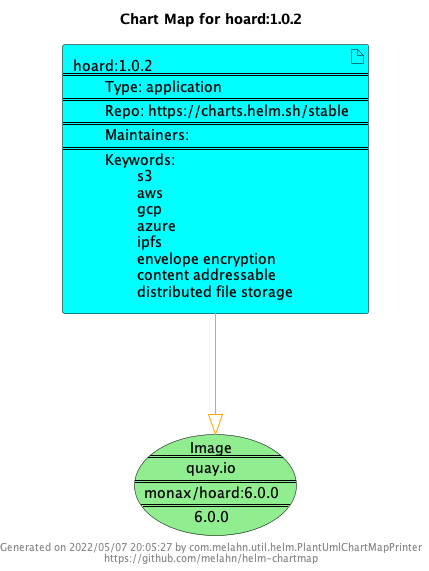 Chart Map for hoard:1.0.2
hoard:1.0.2
Type: application
Repo: https://charts.helm.sh/stable
Maintainers:
Keywords:
s3
aws
gcp
azure
ipfs
envelope encryption
content addressable
distributed file storage
Image
quay.io
monax/hoard:6.0.0
6.0.0
Generated on 2022/05/07 20:05:27 by com.melahn.util.helm.PlantUmlChartMapPrinter
https://github.com/melahn/helm-chartmap